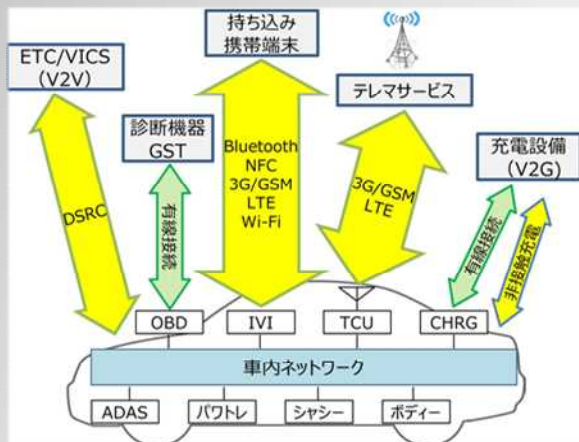 持ち込み
携帯端末
ETC/VICS
(V2V)
テレマサービス
診断機器
GST
充電設備
(V2G)
Bluetooth
NFC
3G/GSM
LTE
Wi-Fi
3G/GSM
LTE
DSRC
有線接続
有線接続
非接触充電
OBD
IVI
TCU
CHRG
車内ネットワーク
ADAS
パワトレ
シャシー
ボディー